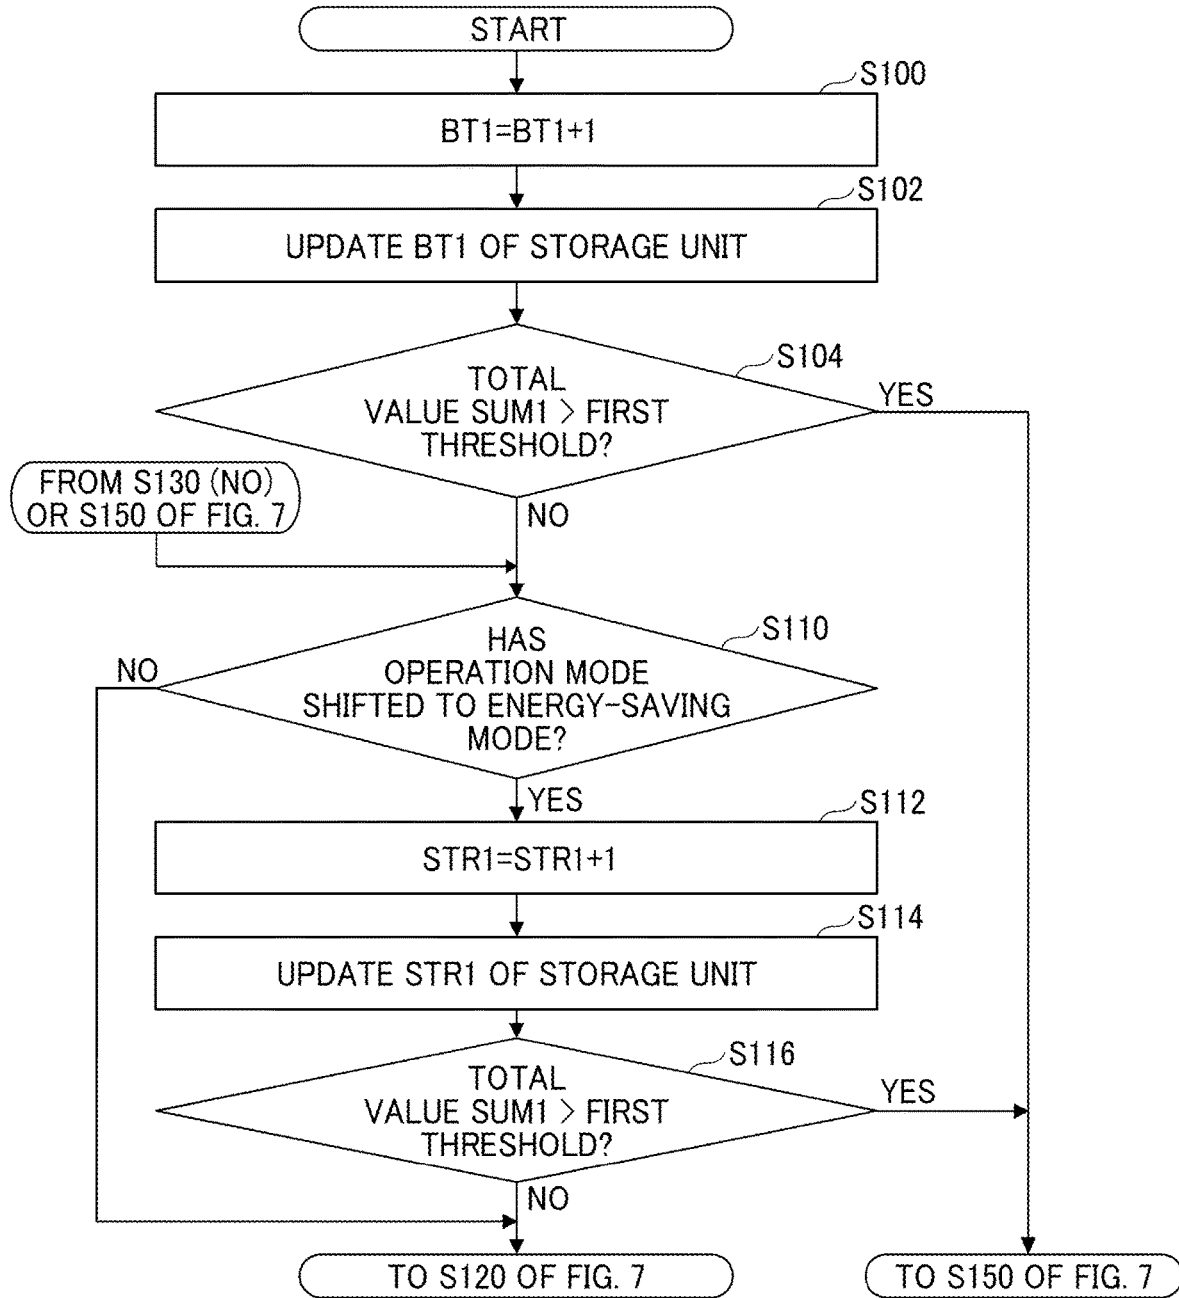 START
S100
BT1=BT1+1
S102
UPDATE BT1 OF STORAGE UNIT
S104
TOTAL
VALUE SUM1 > FIRST
THRESHOLD?
YES
FROM S130 (NO)
OR S150 OF FIG. 7
NO
S110
HAS
OPERATION MODE
SHIFTED TO ENERGY-SAVING
MODE?
NO
YES
S112
STR1=STR1+1
S114
UPDATE STR1 OF STORAGE UNIT
S116
TOTAL
VALUE SUM1 > FIRST
THRESHOLD?
YES
NO
TO S120 OF FIG. 7
TO S150 OF FIG. 7